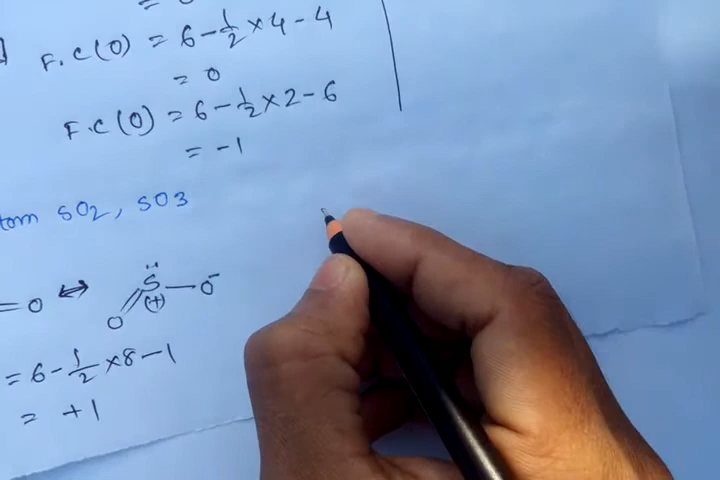 = 0
F.C(O) = 6 - 1/2 × 4 - 4
= 0
F.C(O) = 6 - 1/2 × 2 - 6
= -1
SO2, SO3
= O ↔ S̈ - O⁻
(+)
O
= 6 - 1/2 × 8 - 1
= +1